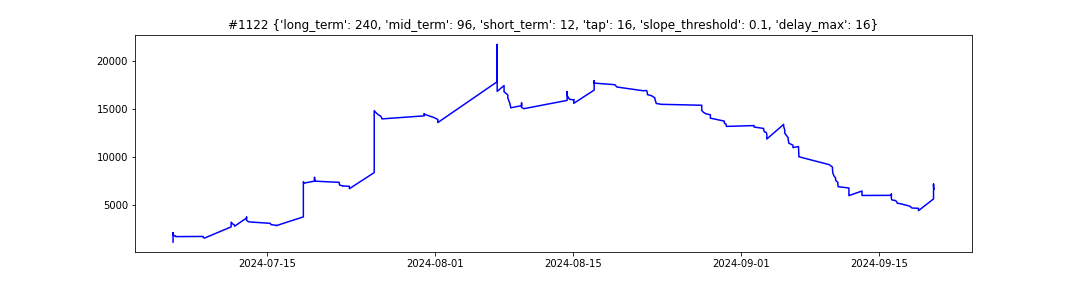 #1122 {'long_term': 240, 'mid_term': 96, 'short_term': 12, 'tap': 16, 'slope_threshold': 0.1, 'delay_max': 16}
20000
15000
10000
5000
2024-07-15 2024-08-01 2024-08-15 2024-09-01 2024-09-15